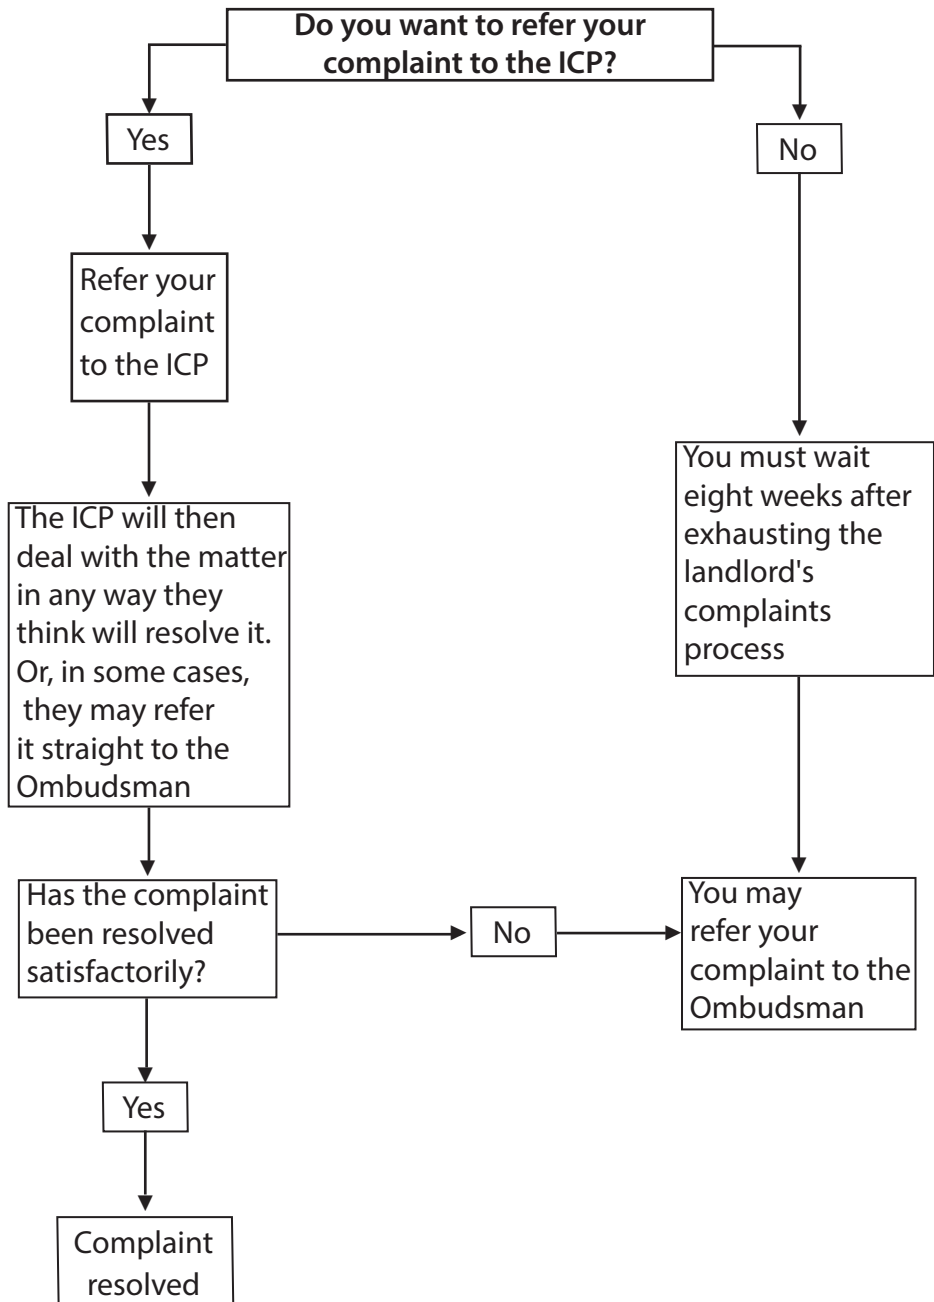 Do you want to refer your
complaint to the ICP?
Yes
No
Refer your
complaint
to the ICP
You must wait
eight weeks after
exhausting the
landlord's
complaints
process
The ICP will then
deal with the matter
in any way they
think will resolve it.
Or, in some cases,
they may refer
it straight to the
Ombudsman
Has the complaint
been resolved
satisfactorily?
No
You may
refer your
complaint to the
Ombudsman
Yes
Complaint
resolved